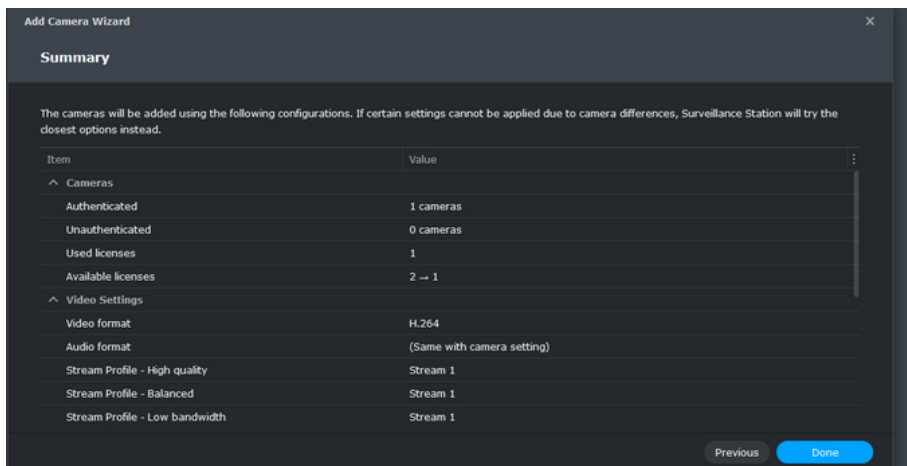 Add Camera Wizard
Summary
The cameras will be added using the following configurations. If certain settings cannot be applied due to camera differences, Surveillance Station will try the
closest options instead.
Item Value
Cameras
Authenticated 1 cameras
Unauthenticated 0 cameras
Used licenses 1
Available licenses 2 → 1
Video Settings
Video format H.264
Audio format (Same with camera setting)
Stream Profile - High quality Stream 1
Stream Profile - Balanced Stream 1
Stream Profile - Low bandwidth Stream 1
Previous Done